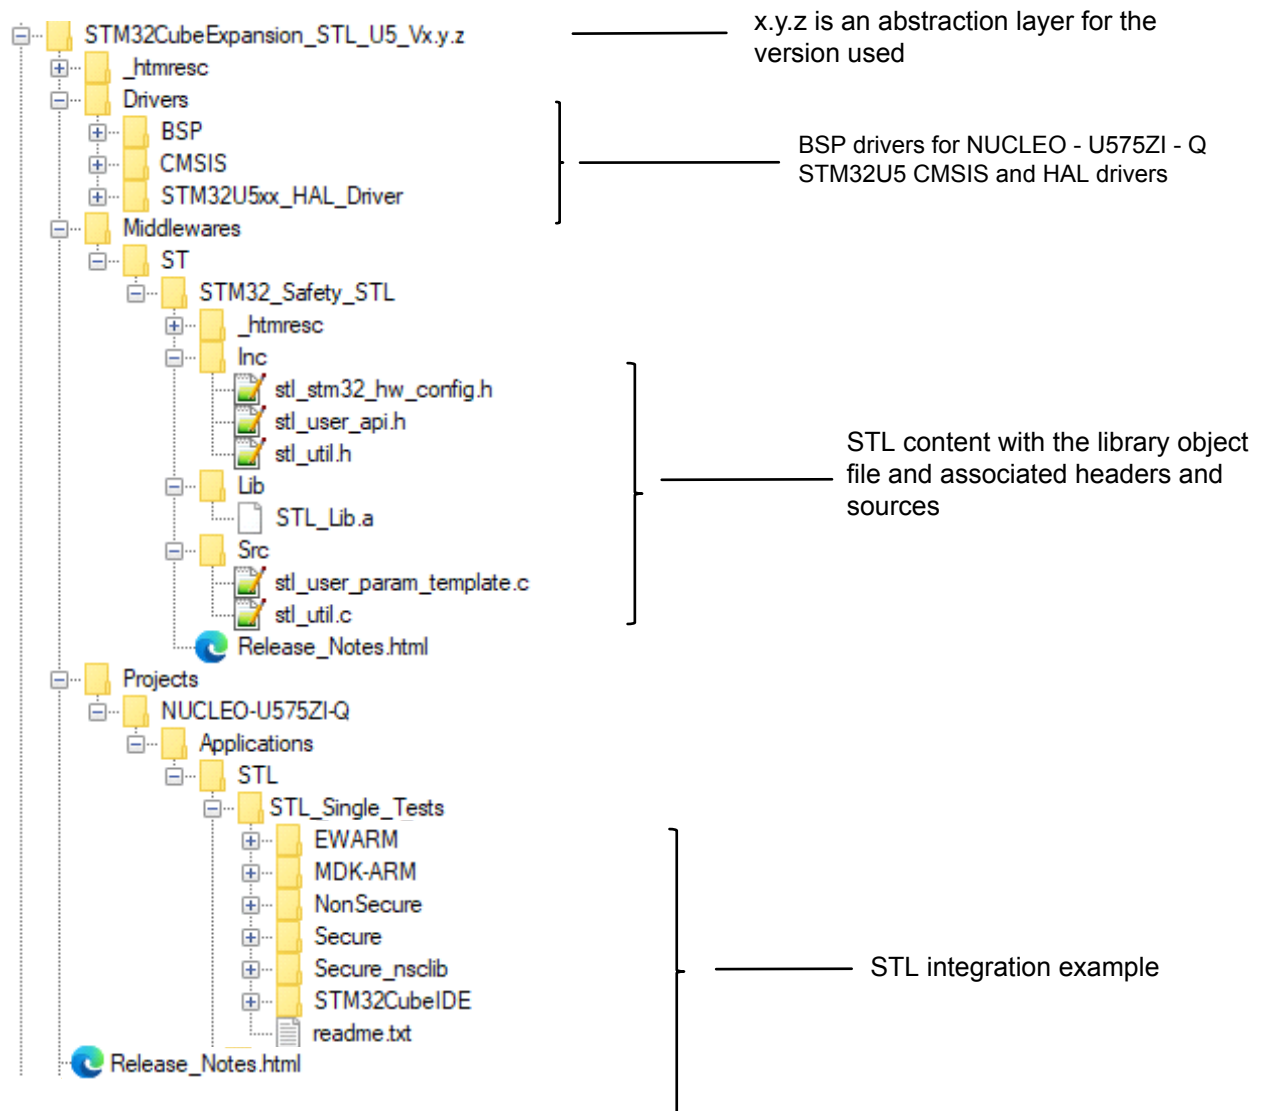 STM32CubeExpansion_STL_U5_Vx.y.z
x.y.z is an abstraction layer for the
version used
_htmresc
Drivers
BSP
CMSIS
STM32U5xx_HAL_Driver
BSP drivers for NUCLEO - U575ZI - Q
STM32U5 CMSIS and HAL drivers
Middlewares
ST
STM32_Safety_STL
_htmresc
Inc
stl_stm32_hw_config.h
stl_user_api.h
stl_util.h
Lib
STL_Lib.a
Src
stl_user_param_template.c
stl_util.c
STL content with the library object
file and associated headers and
sources
Release_Notes.html
Projects
NUCLEO-U575ZI-Q
Applications
STL
STL_Single_Tests
EWARM
MDK-ARM
NonSecure
Secure
Secure_nsclib
STM32CubeIDE
readme.txt
STL integration example
Release_Notes.html